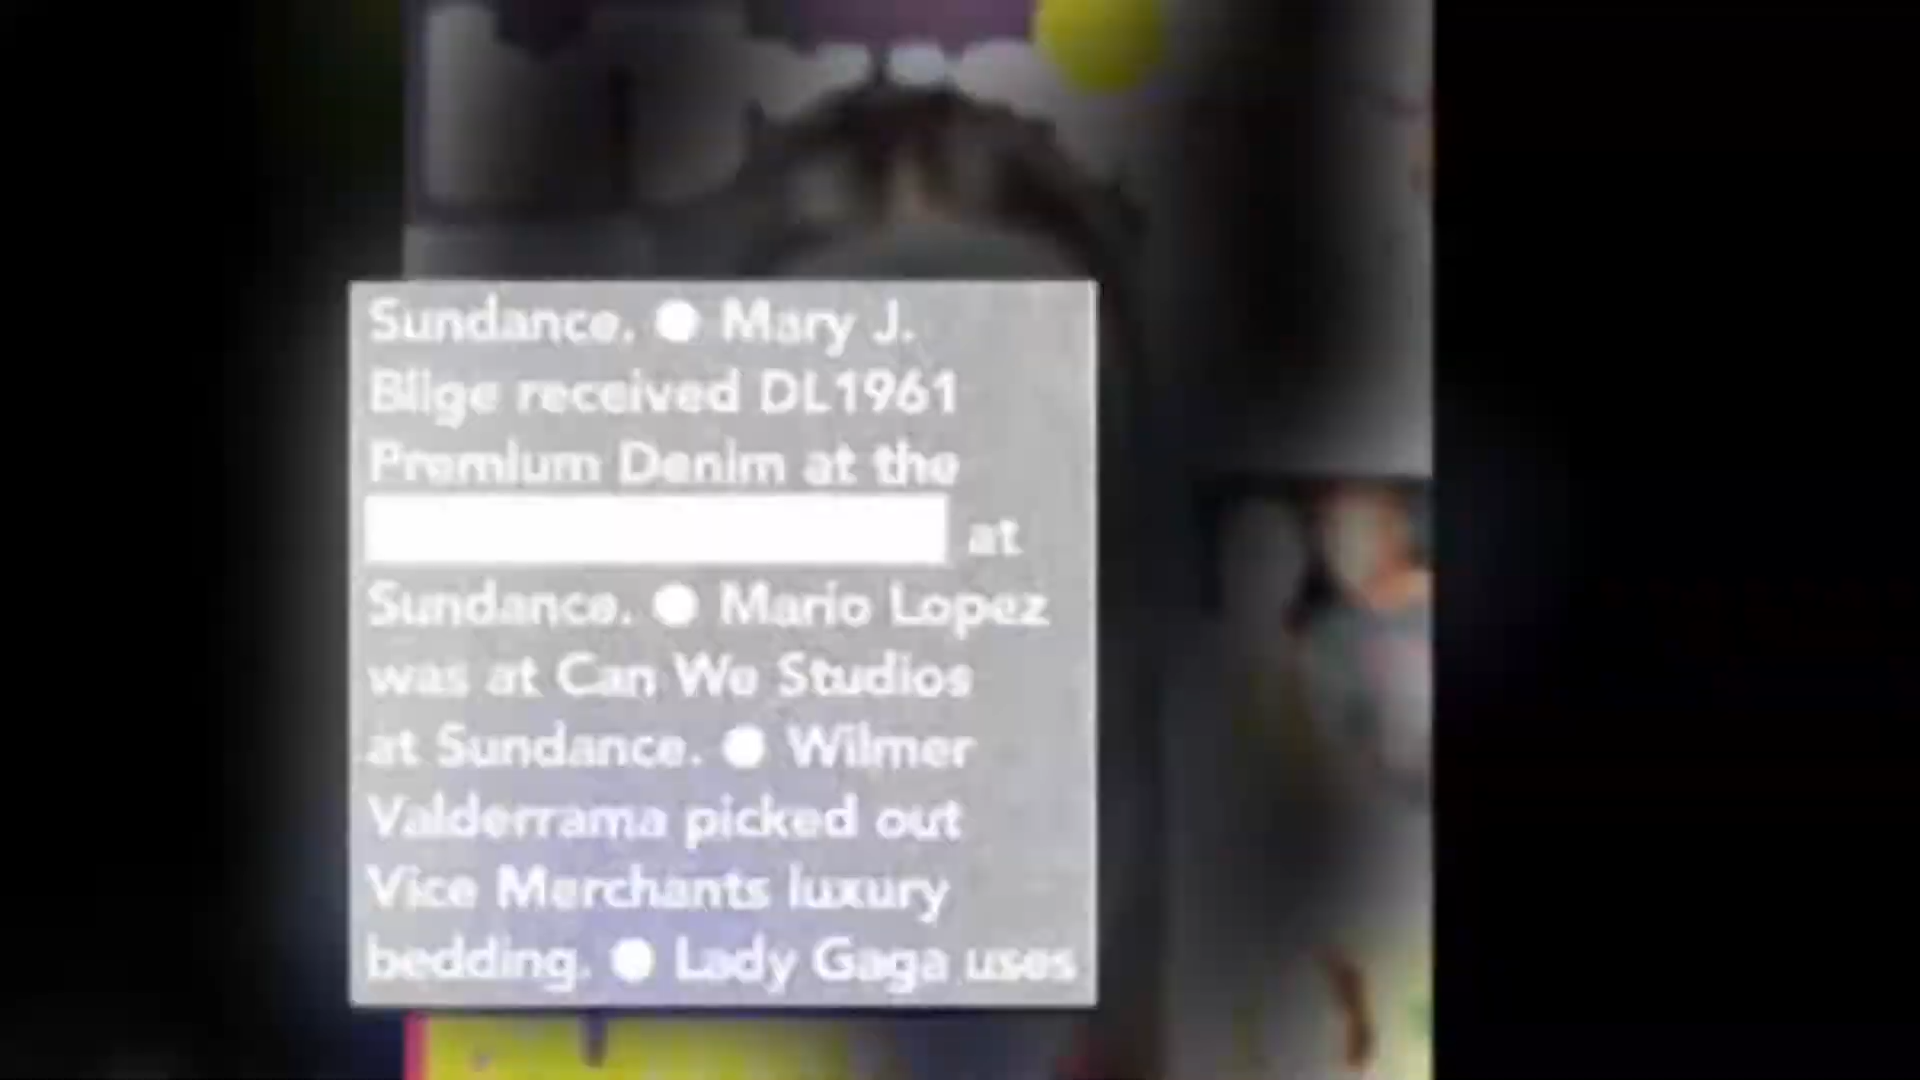 Sundance. ● Mary J.
Blige received DL1961
Premium Denim at the
at
Sundance. ● Mario Lopez
was at Can We Studios
at Sundance. ● Wilmer
Valderrama picked out
Vice Merchants luxury
bedding. ● Lady Gaga uses